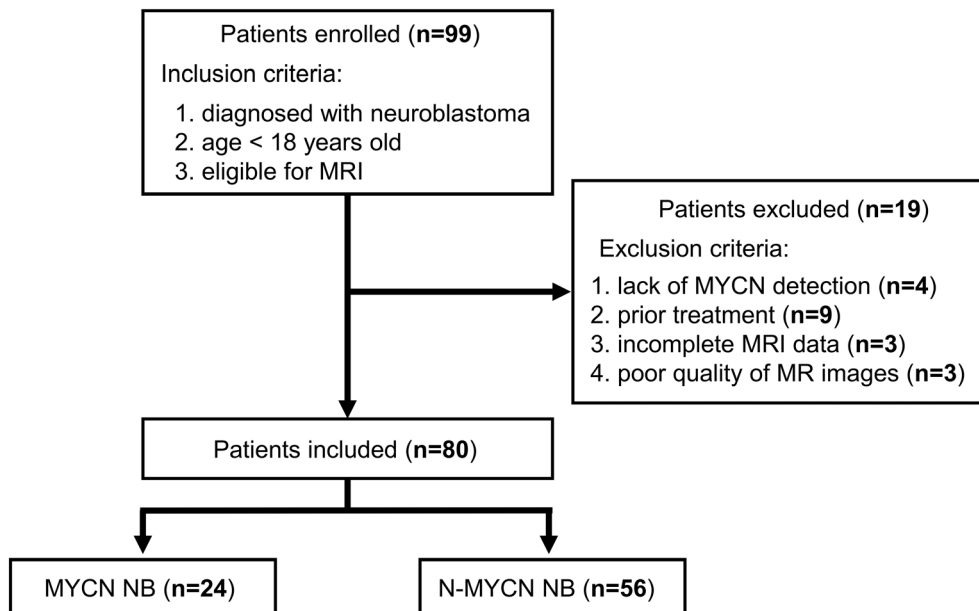 Patients enrolled (n=99)
Inclusion criteria:
1. diagnosed with neuroblastoma
2. age < 18 years old
3. eligible for MRI
Patients excluded (n=19)
Exclusion criteria:
1. lack of MYCN detection (n=4)
2. prior treatment (n=9)
3. incomplete MRI data (n=3)
4. poor quality of MR images (n=3)
Patients included (n=80)
MYCN NB (n=24)
N-MYCN NB (n=56)